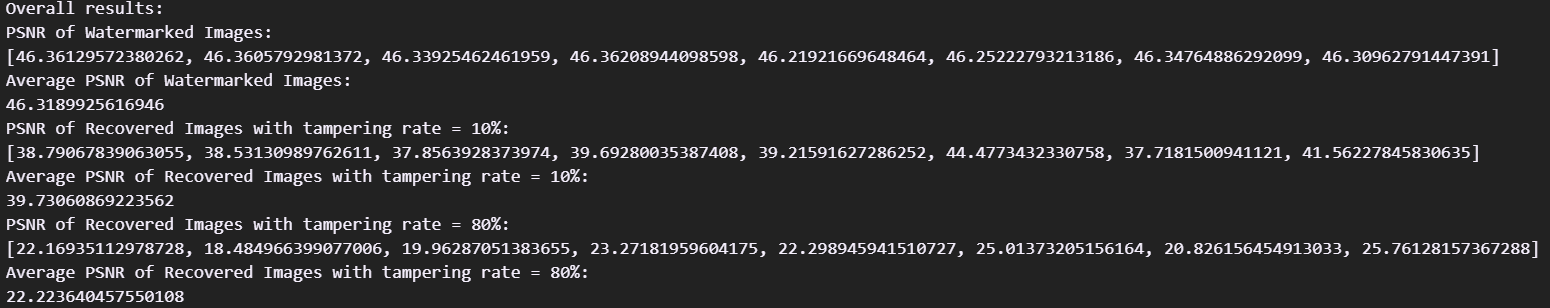 Overall results:
PSNR of Watermarked Images:
[46.36129572380262, 46.3605792981372, 46.33925462461959, 46.36208944098598, 46.21921669648464, 46.25222793213186, 46.34764886292099, 46.30962791447391]
Average PSNR of Watermarked Images:
46.3189925616946
PSNR of Recovered Images with tampering rate = 10%:
[38.79067839063055, 38.53130989762611, 37.8563928373974, 39.69280035387408, 39.21591627286252, 44.4773432330758, 37.7181500941121, 41.56227845830635]
Average PSNR of Recovered Images with tampering rate = 10%:
39.73060869223562
PSNR of Recovered Images with tampering rate = 80%:
[22.16935112978728, 18.484966399077006, 19.96287051383655, 23.27181959604175, 22.298945941510727, 25.01373205156164, 20.826156454913033, 25.76128157367288]
Average PSNR of Recovered Images with tampering rate = 80%:
22.223640457550108